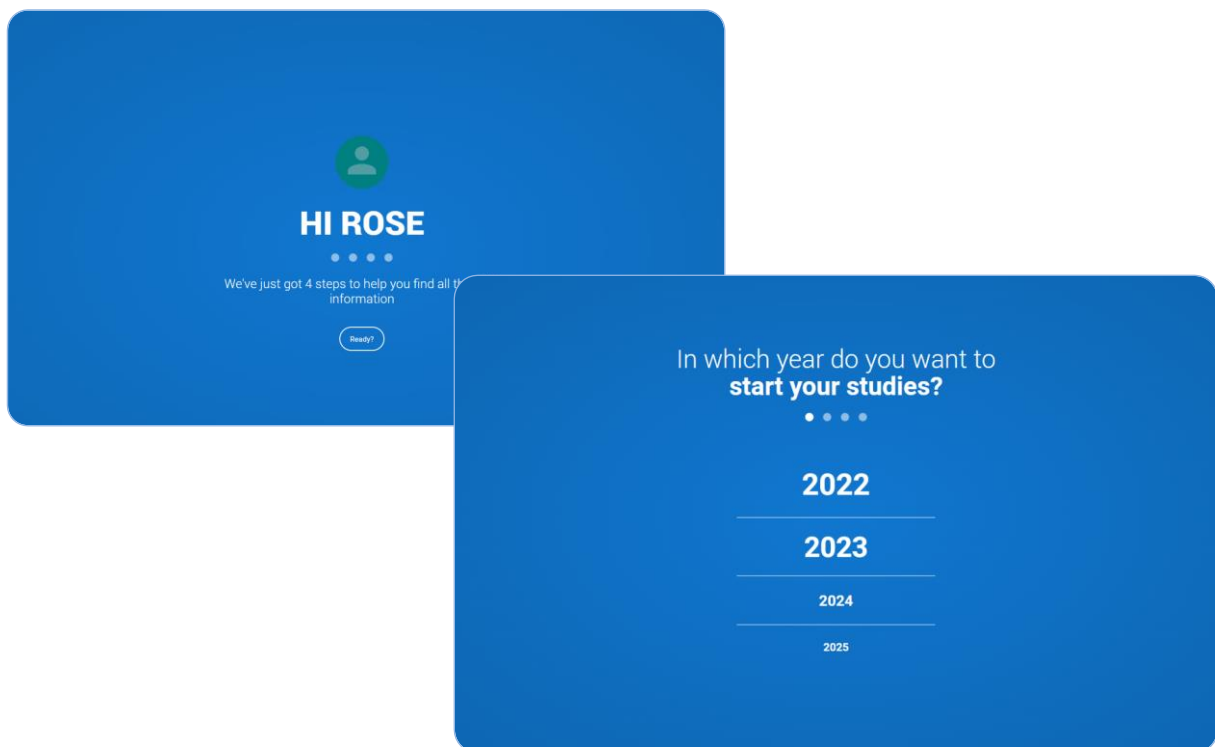 HI ROSE
We've just got 4 steps to help you find all
information
Ready?
In which year do you want to
start your studies?
2022
2023
2024
2025